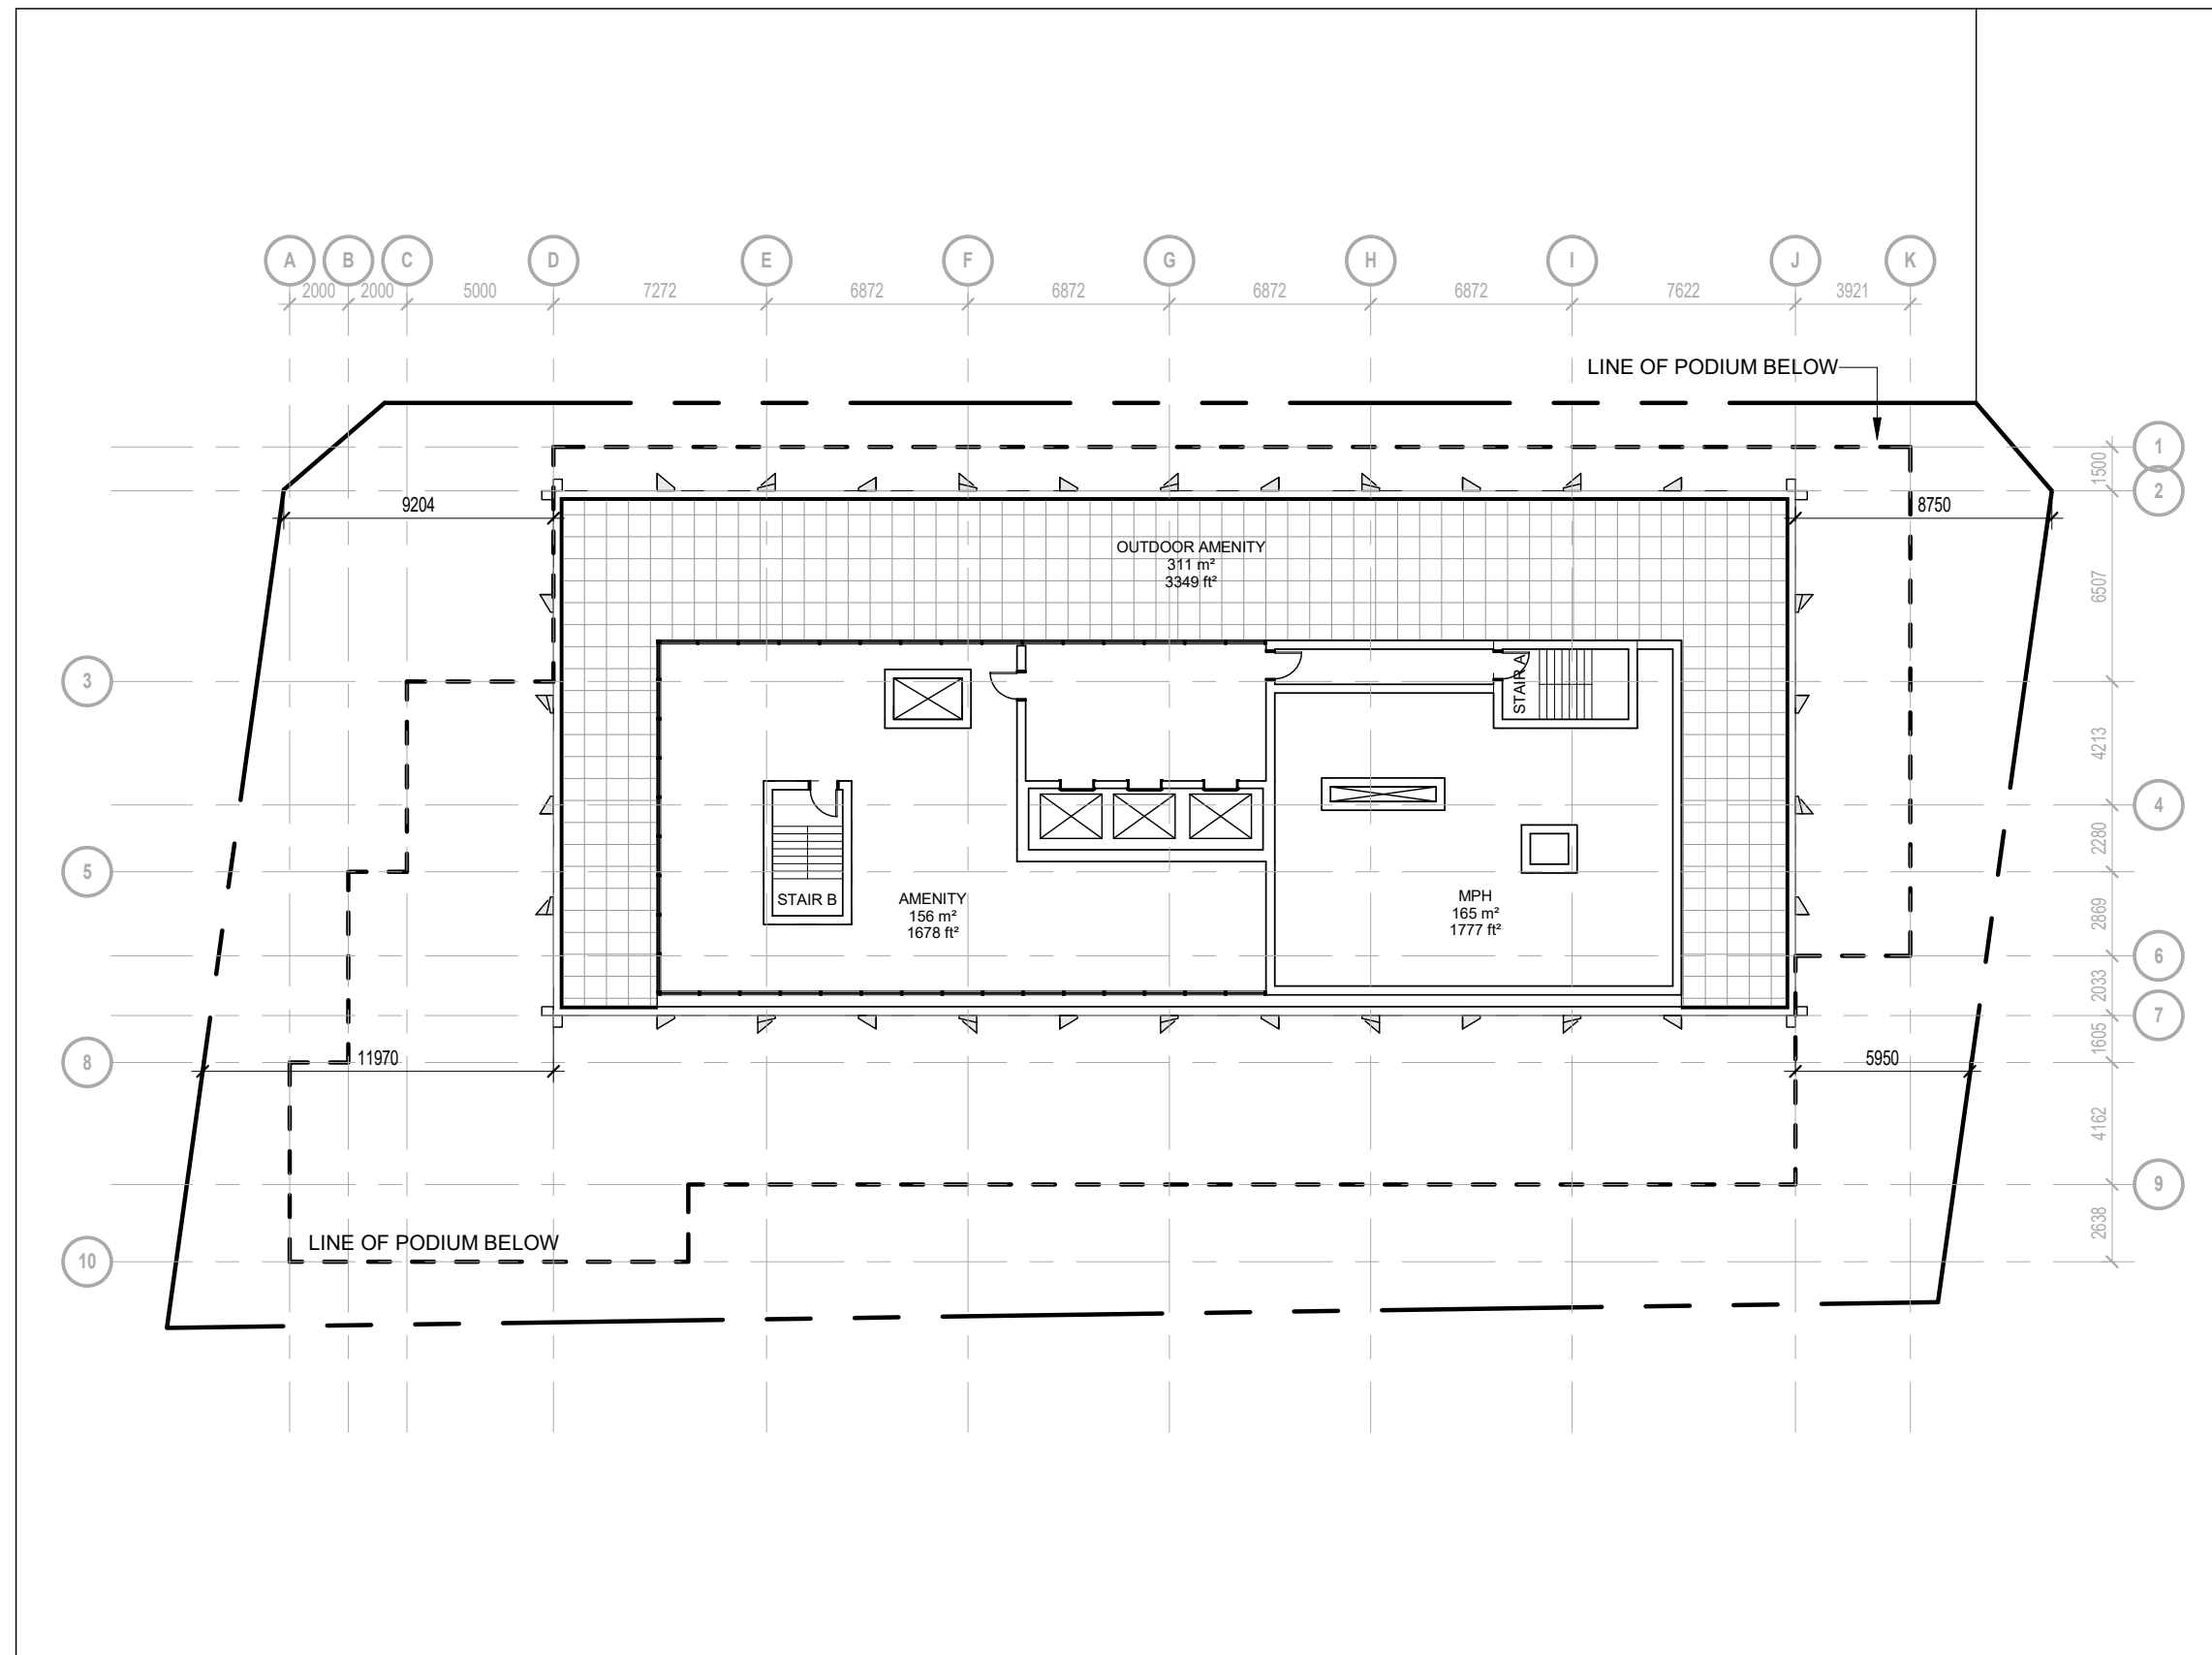 A B C D E F G H I J K
2000 2000 5000 7272 6872 6872 6872 6872 7622 3921
LINE OF PODIUM BELOW
1
1500
2
9204
8750
OUTDOOR AMENITY
311 m²
3349 ft²
6507
3
STAIR A
4213
4
2280
5
STAIR B
AMENITY
156 m²
1678 ft²
MPH
165 m²
1777 ft²
2869
6
2033
7
1605
8
11970
5950
4162
9
2638
LINE OF PODIUM BELOW
10